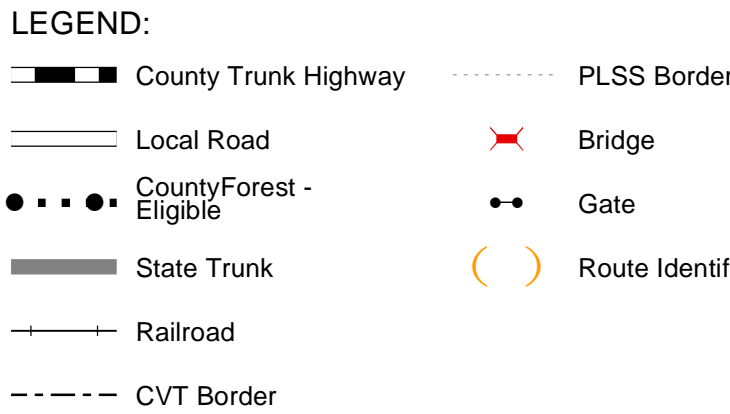 LEGEND:
County Trunk Highway
Local Road
CountyForest -
Eligible
State Trunk
Railroad
CVT Border
PLSS Border
Bridge
Gate
Route Identif